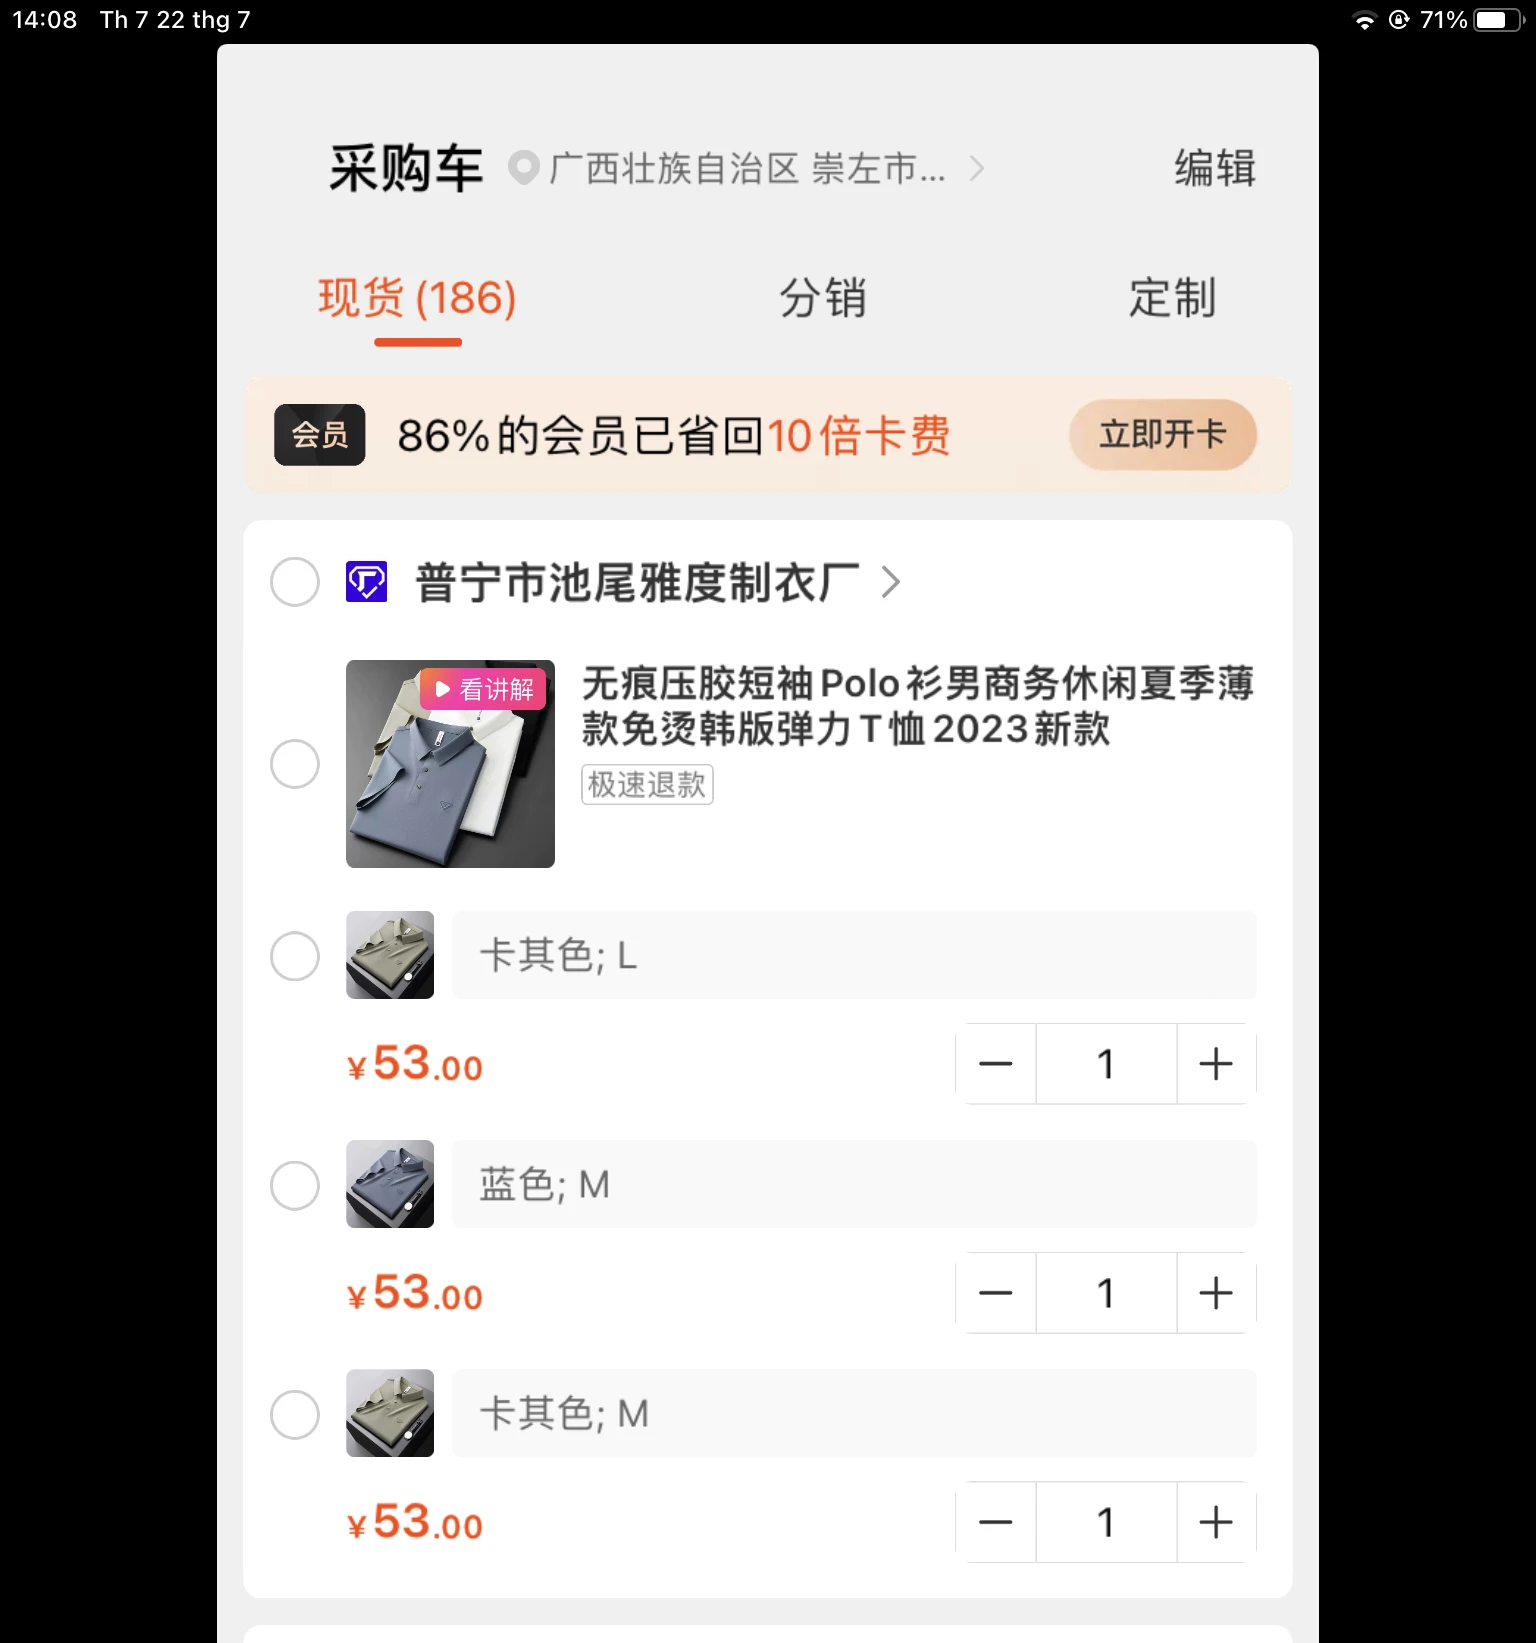 14:08 Th 7 22 thg 7 71%
采购车 广西壮族自治区 崇左市... 编辑
现货 (186) 分销 定制
会员 86%的会员已省回10倍卡费 立即开卡
普宁市池尾雅度制衣厂
看讲解
无痕压胶短袖Polo衫男商务休闲夏季薄
款免烫韩版弹力T恤2023新款
极速退款
卡其色; L
¥53.00 1
蓝色; M
¥53.00 1
卡其色; M
¥53.00 1